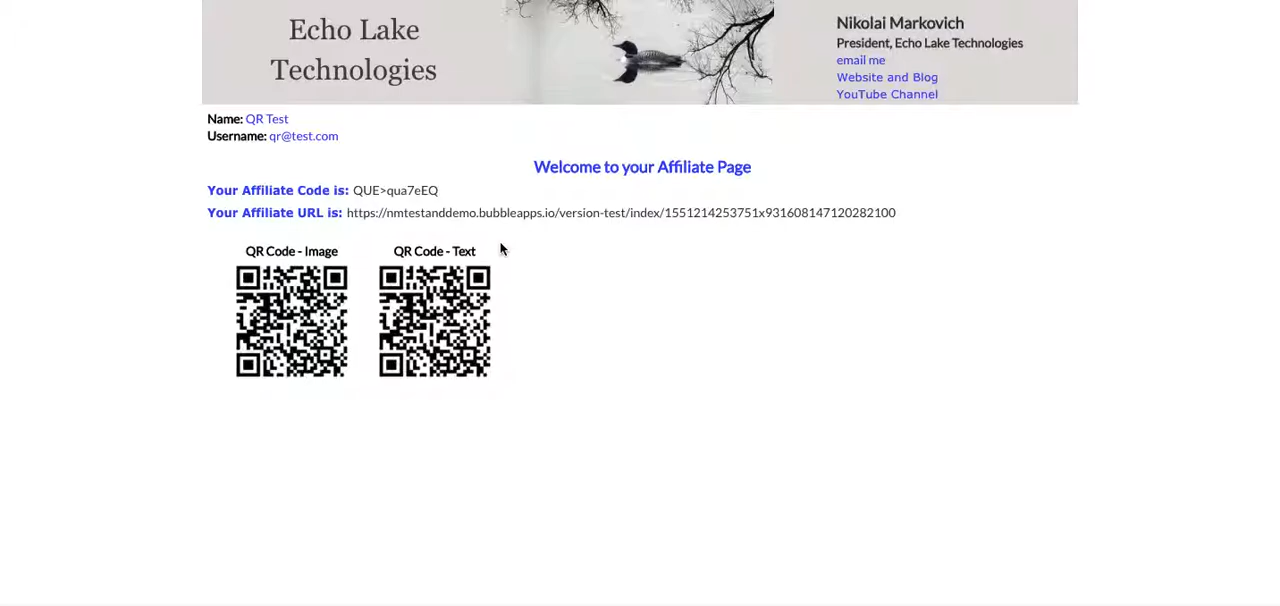 Echo Lake
Technologies
Nikolai Markovich
President, Echo Lake Technologies
email me
Website and Blog
YouTube Channel
Name: QR Test
Username: qr@test.com
Welcome to your Affiliate Page
Your Affiliate Code is: QUE>qua7eEQ
Your Affiliate URL is: https://nmtestanddemo.bubbleapps.io/version-test/index/1551214253751x931608147120282100
QR Code - Image QR Code - Text